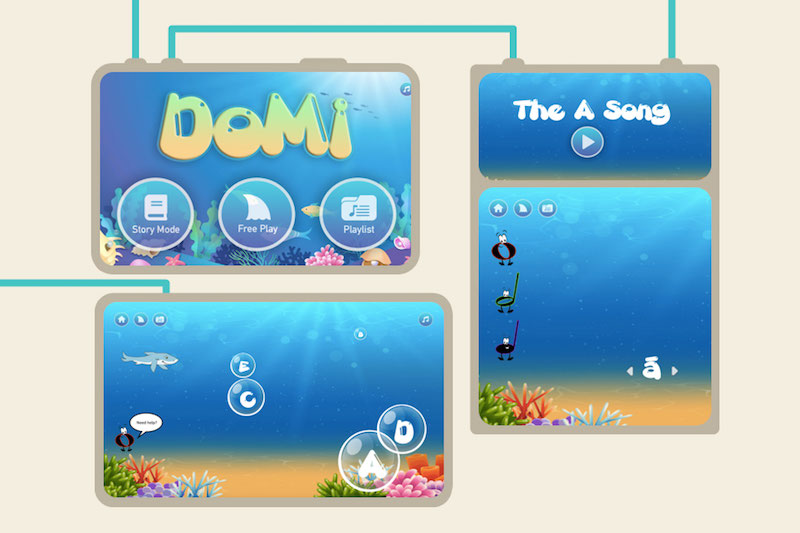 DoMi
Story Mode
Free Play
Playlist
The A Song
ā
Need help?
B
E
C
D
A